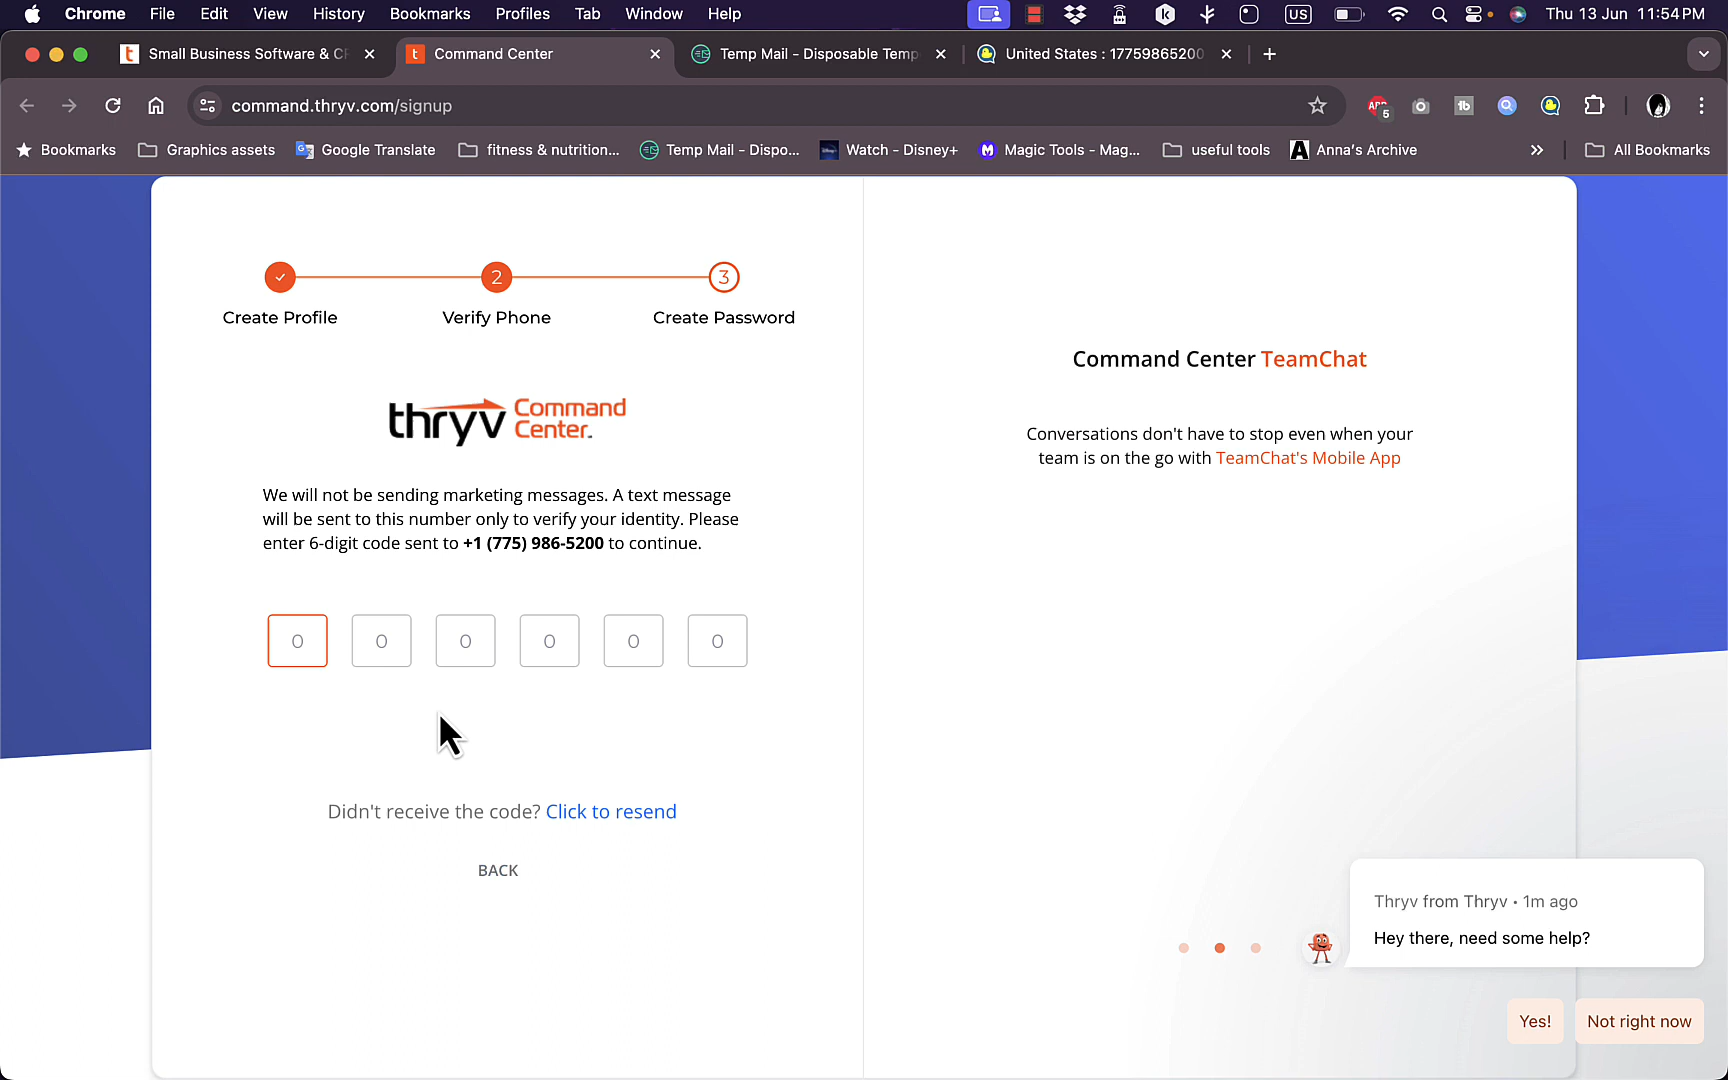 Chrome File Edit View History Bookmarks Profiles Tab Window Help US Thu 13 Jun 11:54 PM
Small Business Software & Command Center Temp Mail - Disposable Temp United States : 17759865200
command.thryv.com/signup
Bookmarks Graphics assets Google Translate fitness & nutrition... Temp Mail - Dispo... Watch - Disney+ Magic Tools - Mag... useful tools Anna's Archive All Bookmarks
2 3
Create Profile Verify Phone Create Password
thryv Command Center
Command Center TeamChat
We will not be sending marketing messages. A text message
will be sent to this number only to verify your identity. Please
enter 6-digit code sent to +1 (775) 986-5200 to continue.
Conversations don't have to stop even when your
team is on the go with TeamChat's Mobile App
0 0 0 0 0 0
Didn't receive the code? Click to resend
BACK
Thryv from Thryv • 1m ago
Hey there, need some help?
Yes! Not right now